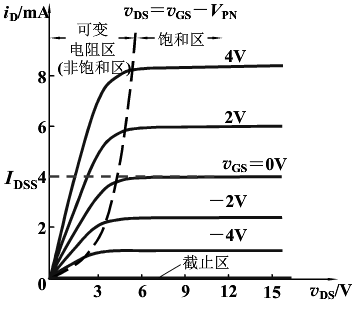 i_D/mA
v_DS=v_GS−V_PN
可变
电阻区
(非饱和区)
饱和区
4V
8
2V
6
v_GS=0V
I_DSS 4
−2V
2
−4V
截止区
0
3 6 9 12 15 v_DS/V